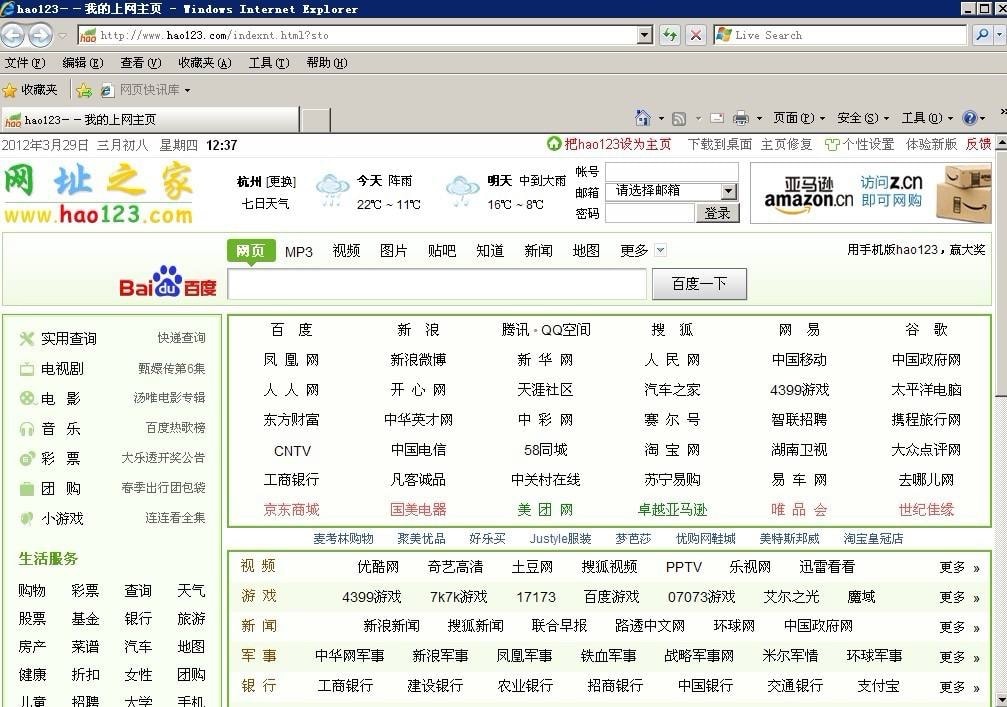 hao123－－我的上网主页 - Windows Internet Explorer
http://www.hao123.com/indexnt.html?sto Live Search
文件(F) 编辑(E) 查看(V) 收藏夹(A) 工具(T) 帮助(H)
收藏夹 网页快讯库
hao123－－我的上网主页 页面(P) 安全(S) 工具(O)
2012年3月29日 三月初八 星期四 12:37 把hao123设为主页 下载到桌面 主页修复 个性设置 体验新版 反馈
网址之家
www.hao123.com
杭州 [更换] 今天 阵雨 明天 中到大雨
七日天气 22℃ ~ 11℃ 16℃ ~ 8℃
帐号
邮箱 请选择邮箱
密码 登录
亚马逊 访问Z.CN
amazon.cn 即可网购
网页 MP3 视频 图片 贴吧 知道 新闻 地图 更多 用手机版hao123，赢大奖
Bai du 百度 百度一下
实用查询 快递查询
电视剧 甄嬛传第6集
电 影 汤唯电影专辑
音 乐 百度热歌榜
彩 票 大乐透开奖公告
团 购 春季出行团包袋
小游戏 连连看全集
生活服务
购物 彩票 查询 天气
股票 基金 银行 旅游
房产 菜谱 汽车 地图
健康 折扣 女性 团购
儿童 招聘 大学 手机
百 度 新 浪 腾讯·QQ空间 搜 狐 网 易 谷 歌
凤 凰 网 新浪微博 新 华 网 人 民 网 中国移动 中国政府网
人 人 网 开 心 网 天涯社区 汽车之家 4399游戏 太平洋电脑
东方财富 中华英才网 中 彩 网 赛 尔 号 智联招聘 携程旅行网
CNTV 中国电信 58同城 淘 宝 网 湖南卫视 大众点评网
工商银行 凡客诚品 中关村在线 苏宁易购 易 车 网 去哪儿网
京东商城 国美电器 美 团 网 卓越亚马逊 唯 品 会 世纪佳缘
麦考林购物 聚美优品 好乐买 Justyle服装 梦芭莎 优购网鞋城 美特斯邦威 淘宝皇冠店
视 频 优酷网 奇艺高清 土豆网 搜狐视频 PPTV 乐视网 迅雷看看 更多 »
游 戏 4399游戏 7k7k游戏 17173 百度游戏 07073游戏 艾尔之光 魔域 更多 »
新 闻 新浪新闻 搜狐新闻 联合早报 路透中文网 环球网 中国政府网 更多 »
军 事 中华网军事 新浪军事 凤凰军事 铁血军事 战略军事网 米尔军情 环球军事 更多 »
银 行 工商银行 建设银行 农业银行 招商银行 中国银行 交通银行 支付宝 更多 »